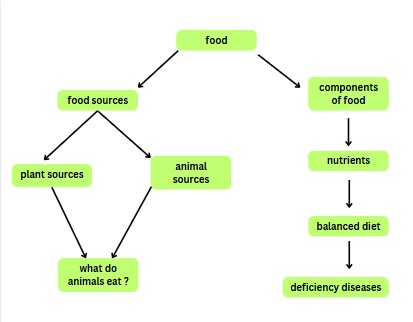 food
food sources
components
of food
plant sources
animal
sources
nutrients
balanced diet
what do
animals eat ?
deficiency diseases